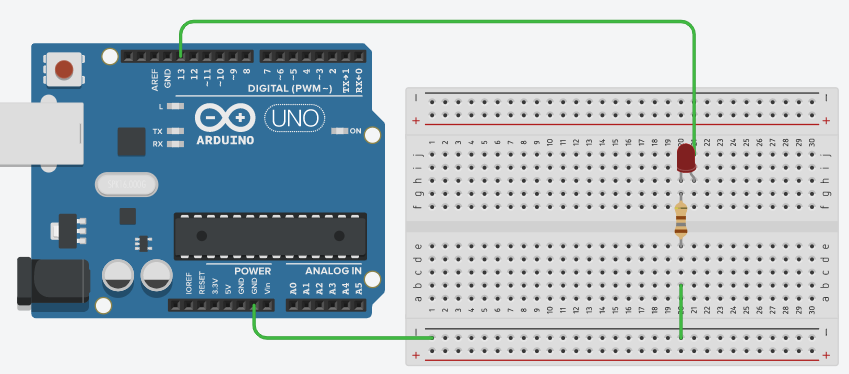 AREF
GND
13
12
~11
~10
~9
8
7
~6
~5
4
~3
2
TX→1
RX←0
DIGITAL (PWM~)
L
TX
RX
ARDUINO
UNO
ON
IOREF
RESET
3.3V
5V
GND
GND
Vin
POWER
ANALOG IN
A0
A1
A2
A3
A4
A5
− −
+ +
1 2 3 4 5 6 7 8 9 10 11 12 13 14 15 16 17 18 19 20 21 22 23 24 25 26 27 28 29 30
j j
i i
h h
g g
f f
e e
d d
c c
b b
a a
1 2 3 4 5 6 7 8 9 10 11 12 13 14 15 16 17 18 19 20 21 22 23 24 25 26 27 28 29 30
− −
+ +